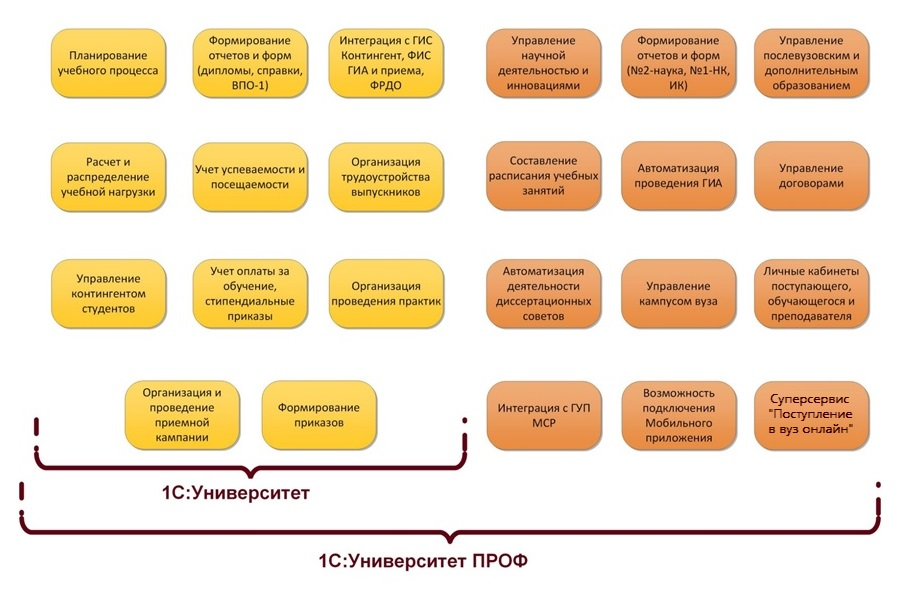 Планирование
учебного процесса
Формирование
отчетов и форм
(дипломы, справки,
ВПО-1)
Интеграция с ГИС
Контингент, ФИС
ГИА и приема,
ФРДО
Управление
научной
деятельностью и
инновациями
Формирование
отчетов и форм
(№2-наука, №1-НК,
ИК)
Управление
послевузовским и
дополнительным
образованием
Расчет и
распределение
учебной нагрузки
Учет успеваемости и
посещаемости
Организация
трудоустройства
выпускников
Составление
расписания учебных
занятий
Автоматизация
проведения ГИА
Управление
договорами
Управление
контингентом
студентов
Учет оплаты за
обучение,
стипендиальные
приказы
Организация
проведения практик
Автоматизация
деятельности
диссертационных
советов
Управление
кампусом вуза
Личные кабинеты
поступающего,
обучающегося и
преподавателя
Организация и
проведение
приемной
кампании
Формирование
приказов
Интеграция с ГУП
МСР
Возможность
подключения
Мобильного
приложения
Суперсервис
"Поступление
в вуз онлайн"
1С:Университет
1С:Университет ПРОФ